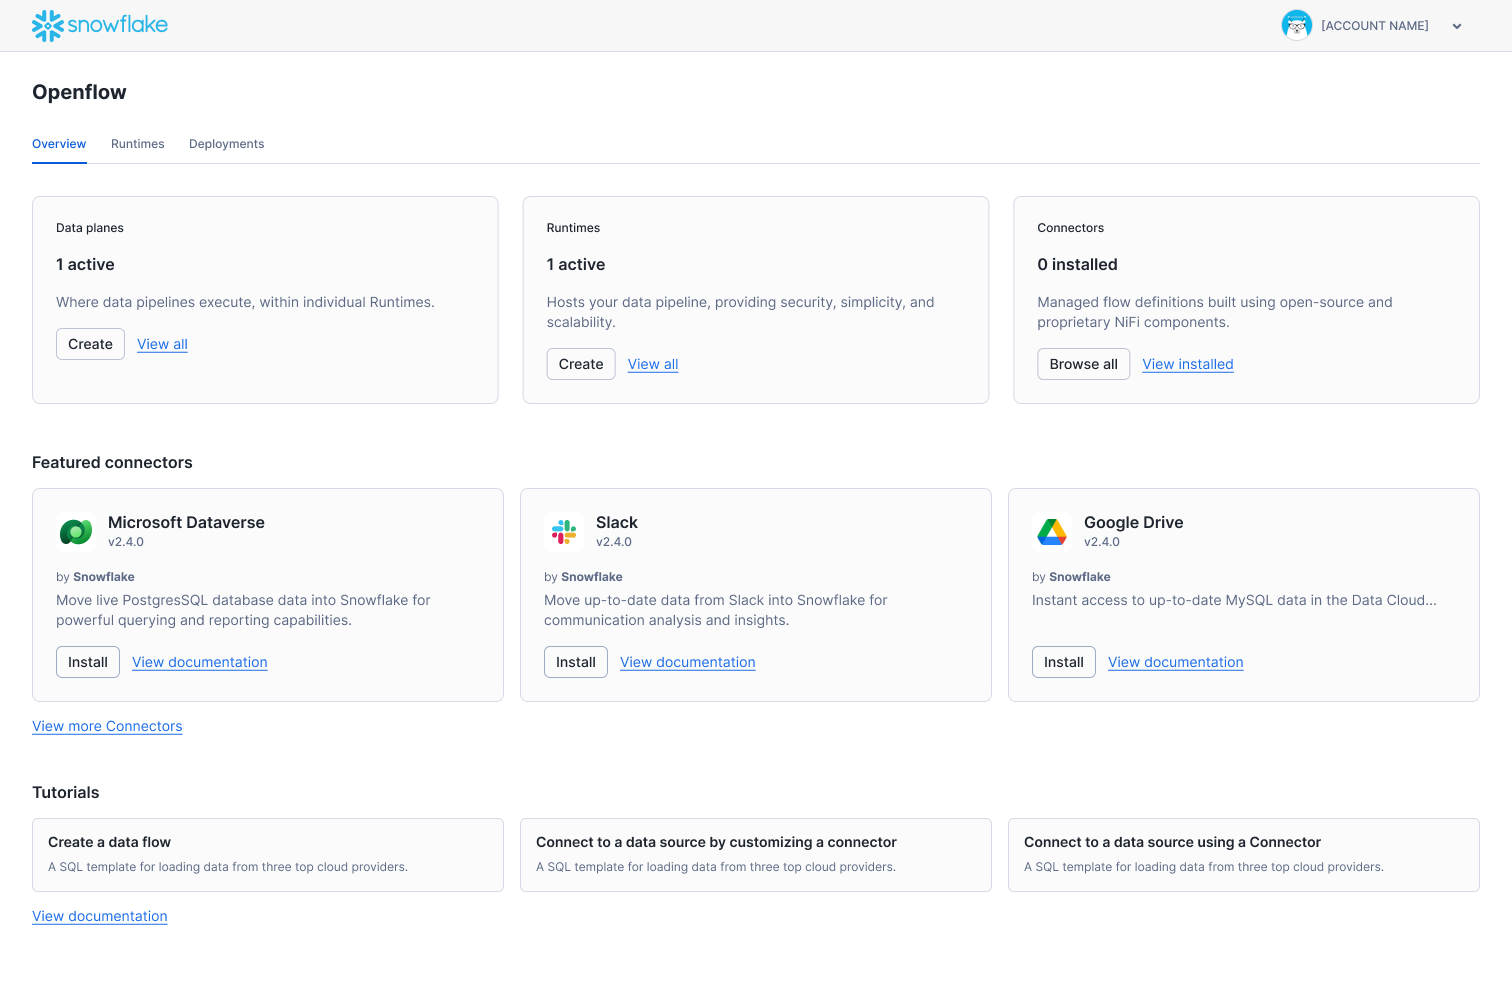 snowflake
[ACCOUNT NAME]
Openflow
Overview Runtimes Deployments
Data planes
1 active
Where data pipelines execute, within individual Runtimes.
Create View all
Runtimes
1 active
Hosts your data pipeline, providing security, simplicity, and
scalability.
Create View all
Connectors
0 installed
Managed flow definitions built using open-source and
proprietary NiFi components.
Browse all View installed
Featured connectors
Microsoft Dataverse
v2.4.0
by Snowflake
Move live PostgresSQL database data into Snowflake for
powerful querying and reporting capabilities.
Install View documentation
Slack
v2.4.0
by Snowflake
Move up-to-date data from Slack into Snowflake for
communication analysis and insights.
Install View documentation
Google Drive
v2.4.0
by Snowflake
Instant access to up-to-date MySQL data in the Data Cloud...
Install View documentation
View more Connectors
Tutorials
Create a data flow
A SQL template for loading data from three top cloud providers.
Connect to a data source by customizing a connector
A SQL template for loading data from three top cloud providers.
Connect to a data source using a Connector
A SQL template for loading data from three top cloud providers.
View documentation